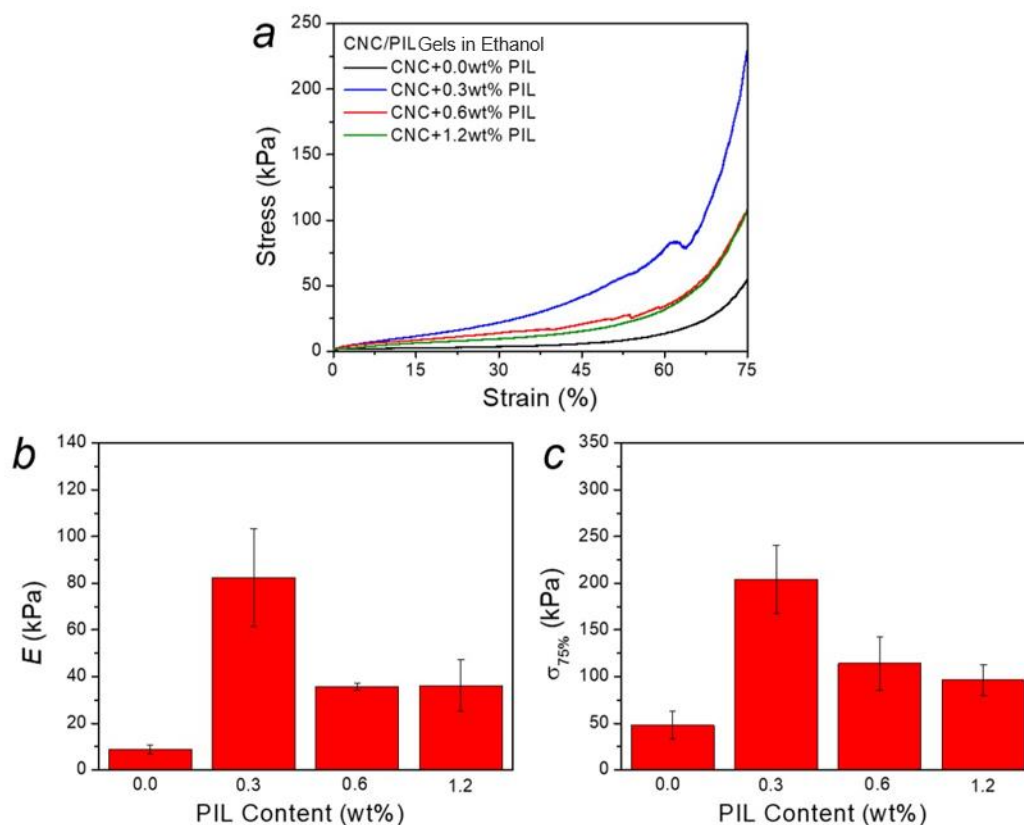 a
CNC/PIL Gels in Ethanol
CNC+0.0wt% PIL
CNC+0.3wt% PIL
CNC+0.6wt% PIL
CNC+1.2wt% PIL
250
200
150
100
50
0
Stress (kPa)
0 15 30 45 60 75
Strain (%)
b
140
120
100
80
60
40
20
0
E (kPa)
0.0 0.3 0.6 1.2
PIL Content (wt%)
c
350
300
250
200
150
100
50
0
σ75% (kPa)
0.0 0.3 0.6 1.2
PIL Content (wt%)